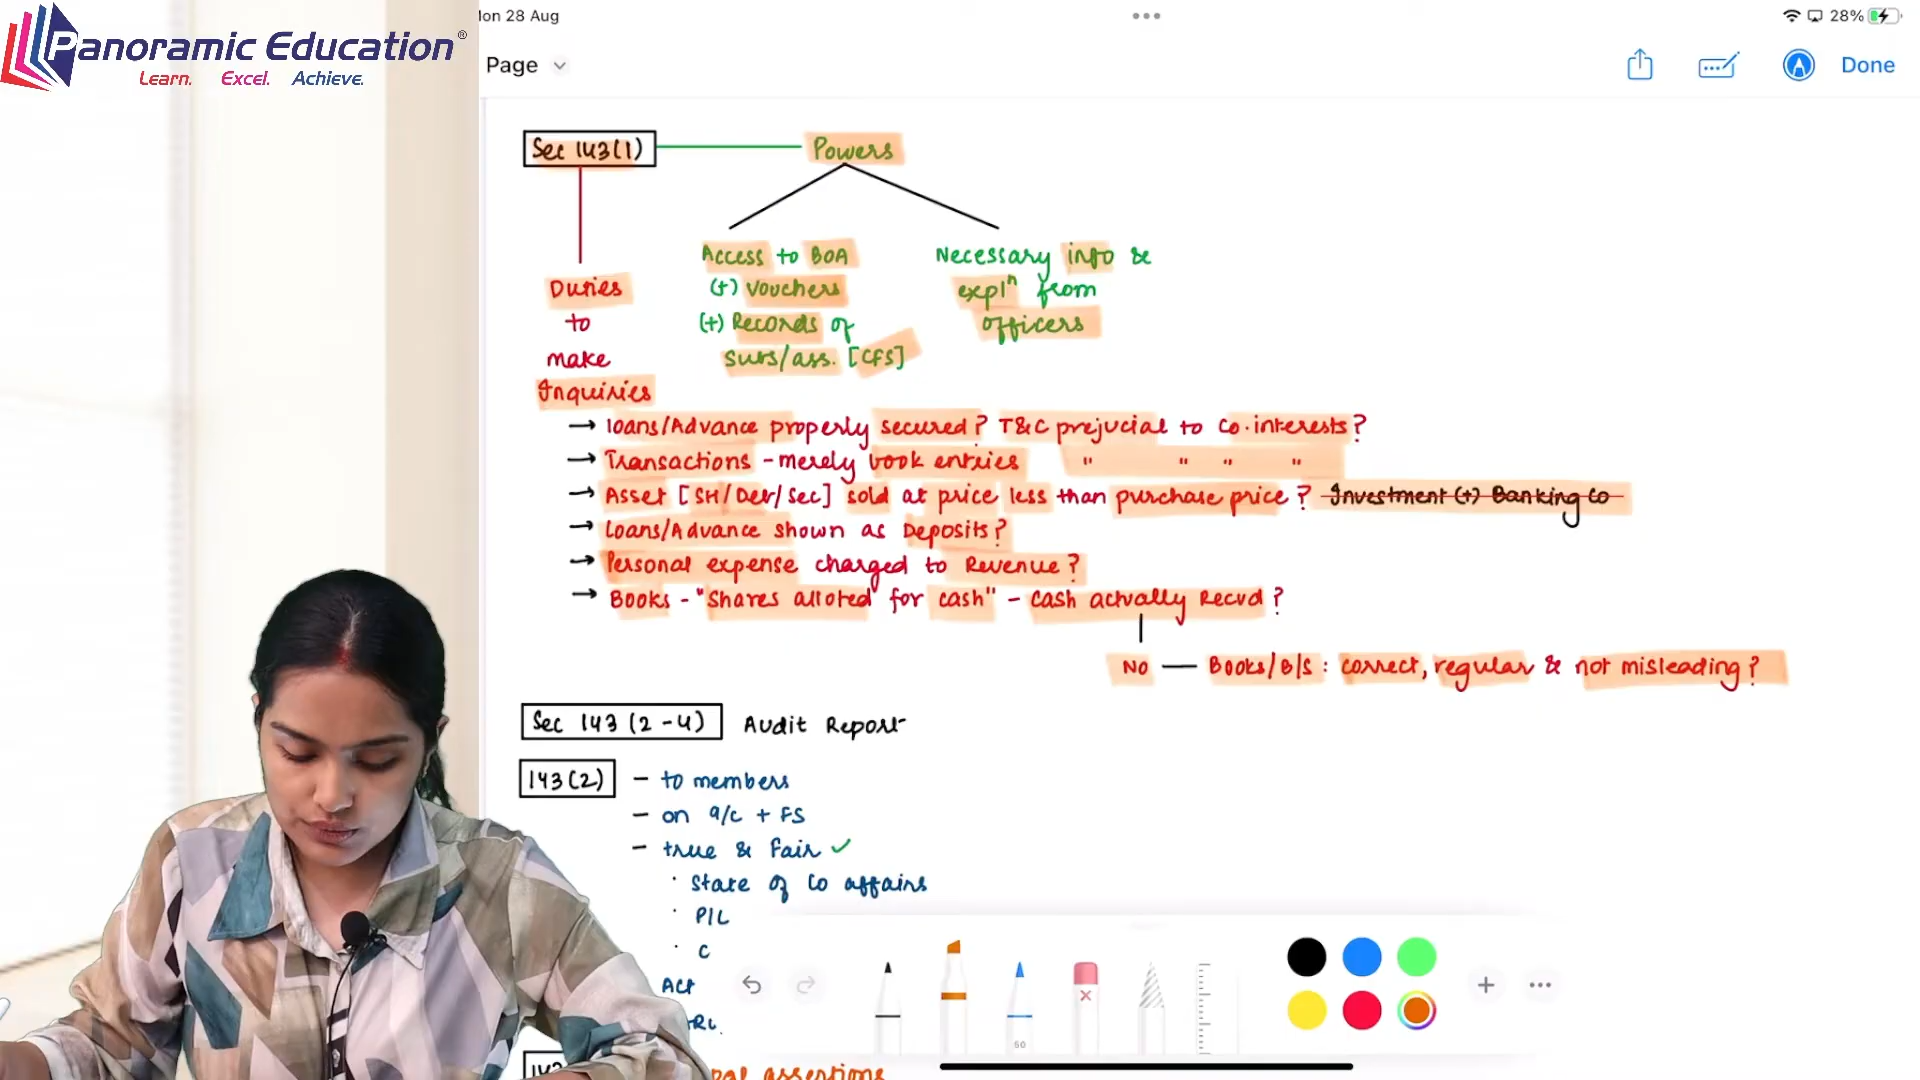 Panoramic Education®
Learn. Excel. Achieve.
Mon 28 Aug
28%
Page
Done
Sec 143(1)
Powers
Access to BOA
(+) Vouchers
(+) Records of
Subs/ass. [CFS]
Necessary info &
expln from
officers
Duties
to
make
Inquiries
→ loans/Advance properly secured? T&C prejucial to Co. interests?
→ Transactions - merely book entries " " " "
→ Asset [SH/Deb/Sec] sold at price less than purchase price? Investment (+) Banking Co
→ Loans/Advance shown as Deposits?
→ Personal expense charged to Revenue?
→ Books - "Shares alloted for cash" - Cash actually Recvd?
NO — Books/B/S : correct, regular & not misleading?
Sec 143 (2-4) Audit Report
143(2) - to members
- on a/c + FS
- true & Fair ✓
· State of Co affairs
· P/L
· C
Act
50
assertions